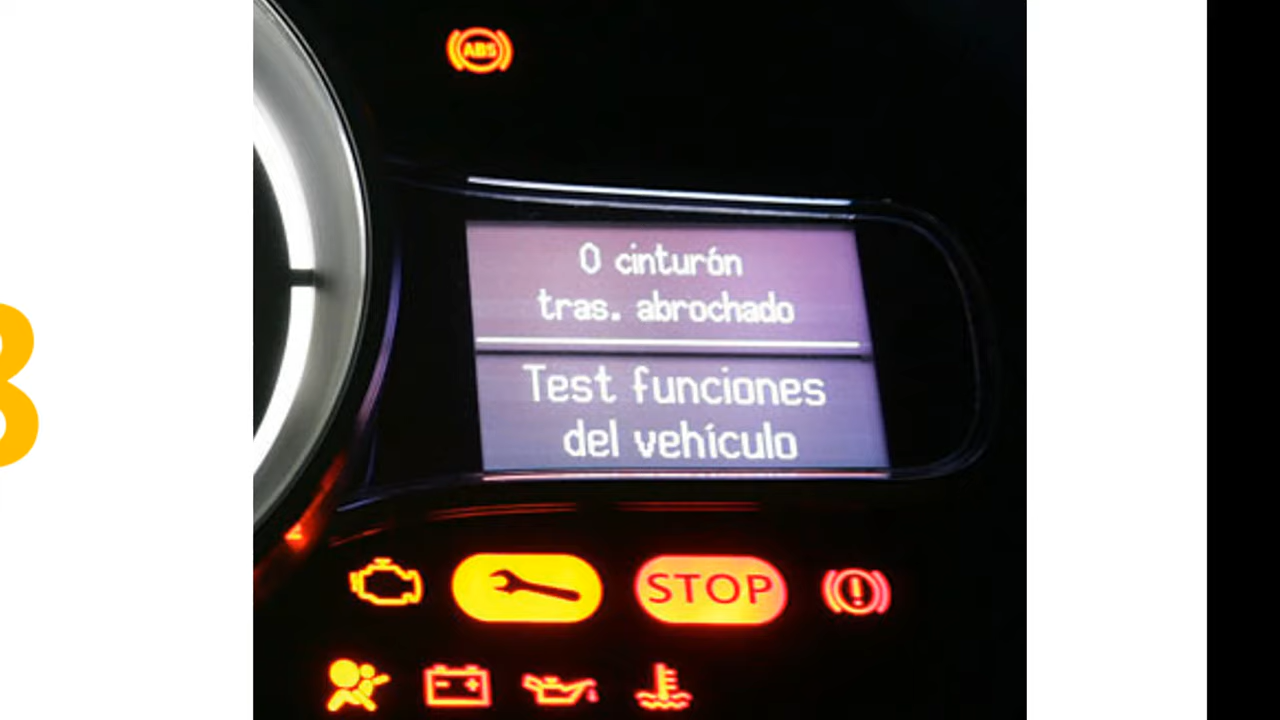 ABS
0 cinturón
tras. abrochado
Test funciones
del vehículo
STOP